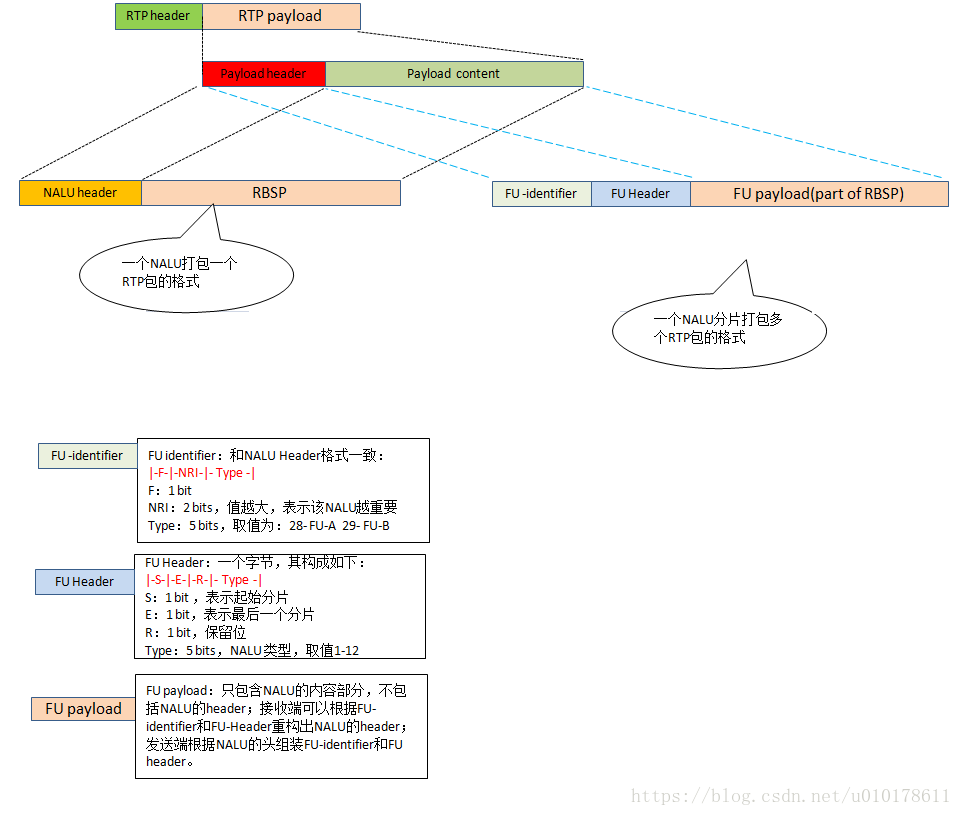 RTP header
RTP payload
Payload header
Payload content
NALU header
RBSP
FU -identifier
FU Header
FU payload(part of RBSP)
一个NALU打包一个
RTP包的格式
一个NALU分片打包多
个RTP包的格式
FU -identifier
FU identifier：和NALU Header格式一致：
|-F-|-NRI-|- Type -|
F：1 bit
NRI：2 bits，值越大，表示该NALU越重要
Type：5 bits，取值为：28- FU-A 29- FU-B
FU Header
FU Header：一个字节，其构成如下：
|-S-|-E-|-R-|- Type -|
S：1 bit ，表示起始分片
E：1 bit，表示最后一个分片
R：1 bit，保留位
Type：5 bits，NALU 类型，取值1-12
FU payload
FU payload：只包含NALU的内容部分，不包
括NALU的header；接收端可以根据FU-
identifier和FU-Header重构出NALU的header；
发送端根据NALU的头组装FU-identifier和FU
header。
https://blog.csdn.net/u010178611